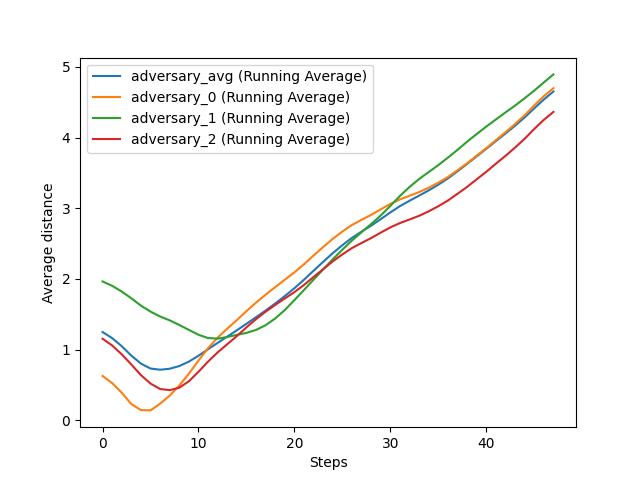 5
4
3
2
1
0
Average distance
adversary_avg (Running Average)
adversary_0 (Running Average)
adversary_1 (Running Average)
adversary_2 (Running Average)
0 10 20 30 40
Steps